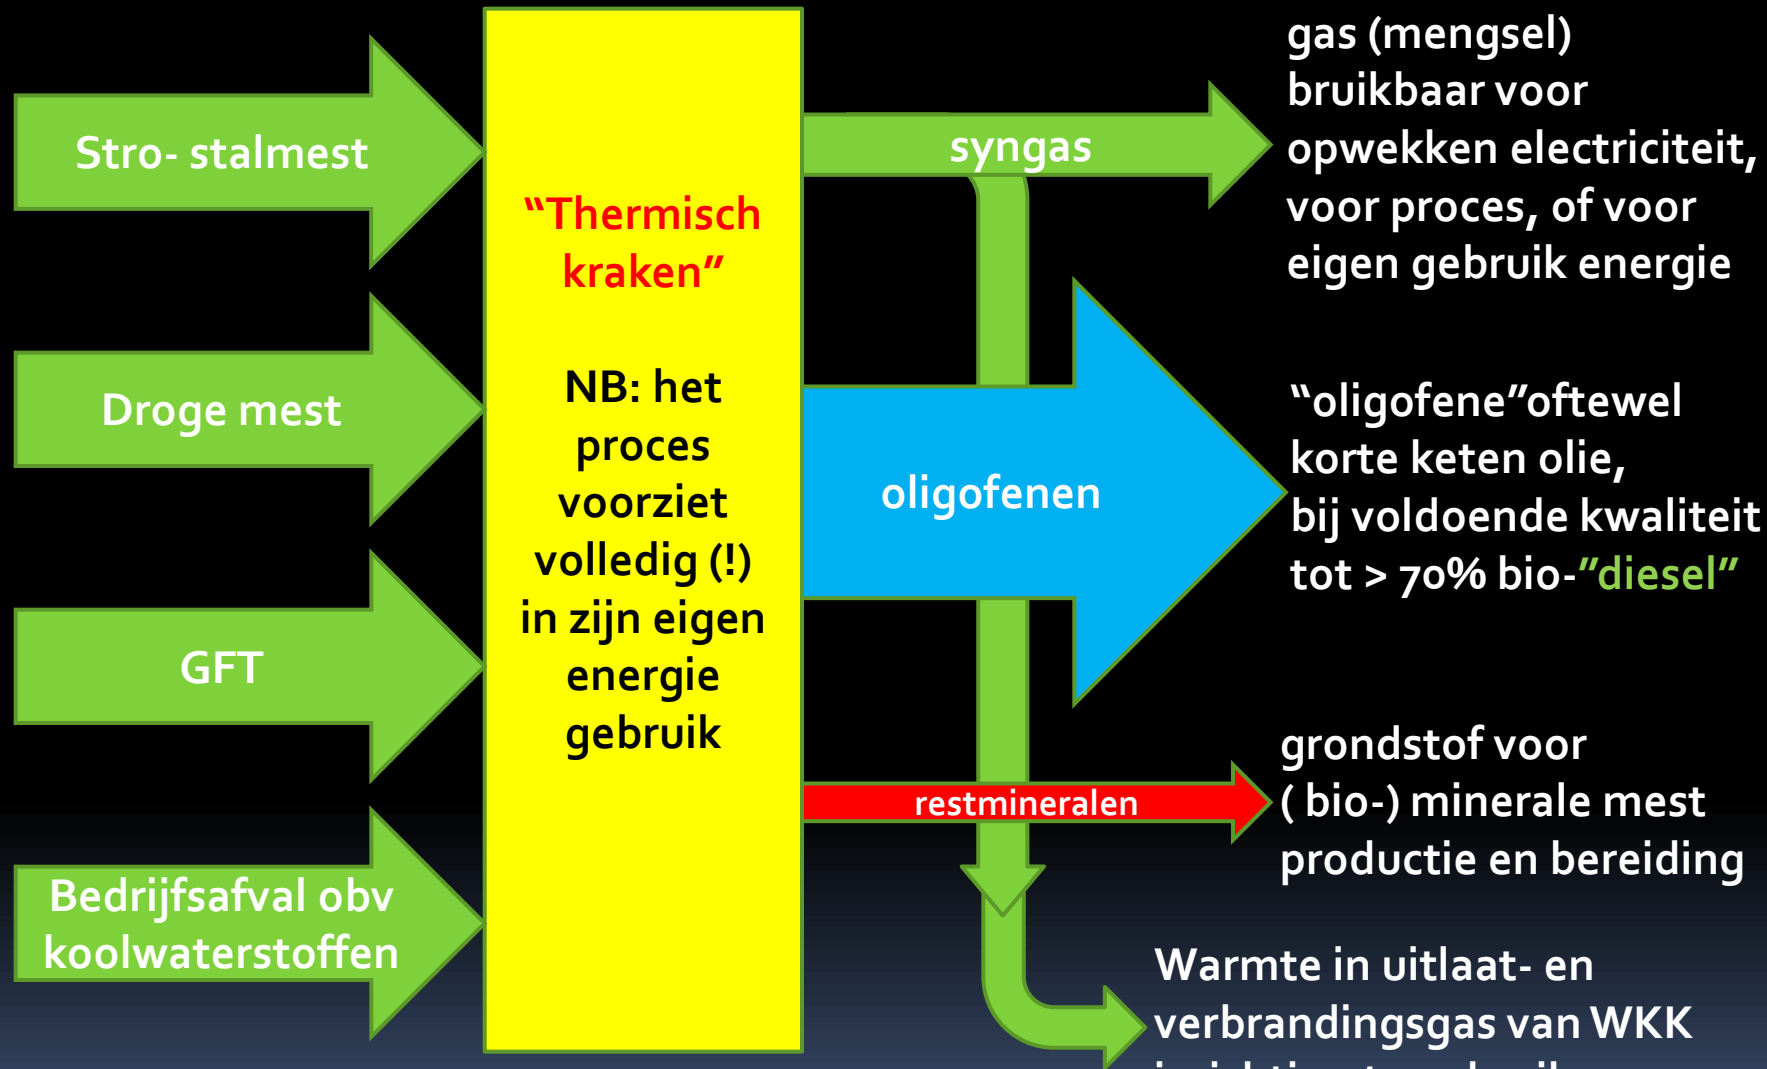 Stro- stalmest
Droge mest
GFT
Bedrijfsafval obv
koolwaterstoffen
“Thermisch
kraken”
NB: het
proces
voorziet
volledig (!)
in zijn eigen
energie
gebruik
syngas
oligofenen
restmineralen
gas (mengsel)
bruikbaar voor
opwekken electriciteit,
voor proces, of voor
eigen gebruik energie
“oligofene”oftewel
korte keten olie,
bij voldoende kwaliteit
tot > 70% bio-”diesel”
grondstof voor
( bio-) minerale mest
productie en bereiding
Warmte in uitlaat- en
verbrandingsgas van WKK